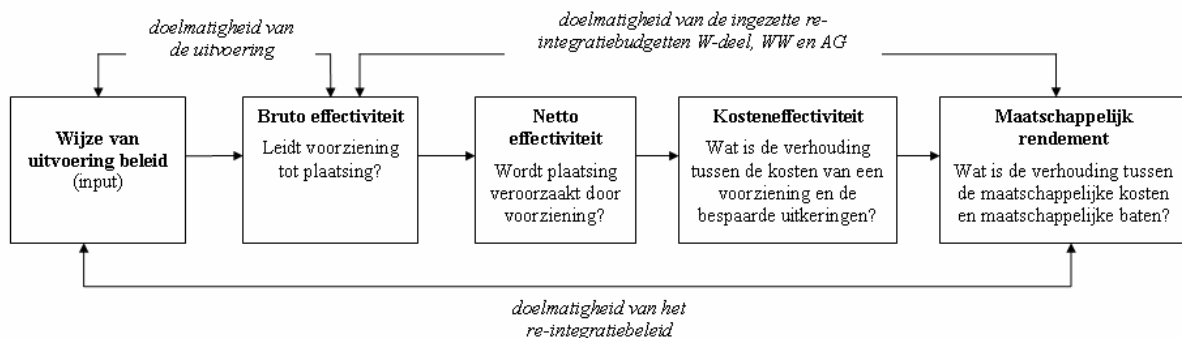 doelmatigheid van
de uitvoering
doelmatigheid van de ingezette re-
integratiebudgetten W-deel, WW en AG
Wijze van
uitvoering beleid
(input)
Bruto effectiviteit
Leidt voorziening
tot plaatsing?
Netto
effectiviteit
Wordt plaatsing
veroorzaakt door
voorziening?
Kosteneffectiviteit
Wat is de verhouding
tussen de kosten van een
voorziening en de
bespaarde uitkeringen?
Maatschappelijk
rendement
Wat is de verhouding tussen
de maatschappelijke kosten
en maatschappelijke baten?
doelmatigheid van het
re-integratiebeleid